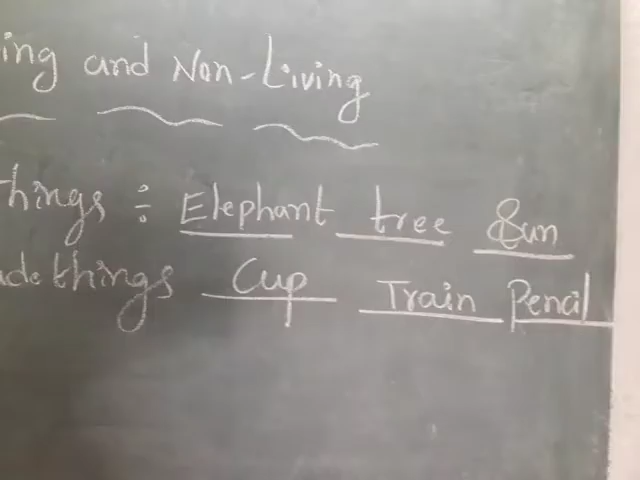 ing and Non-Living
things ÷ Elephant tree Sun
ade things Cup Train Pencil